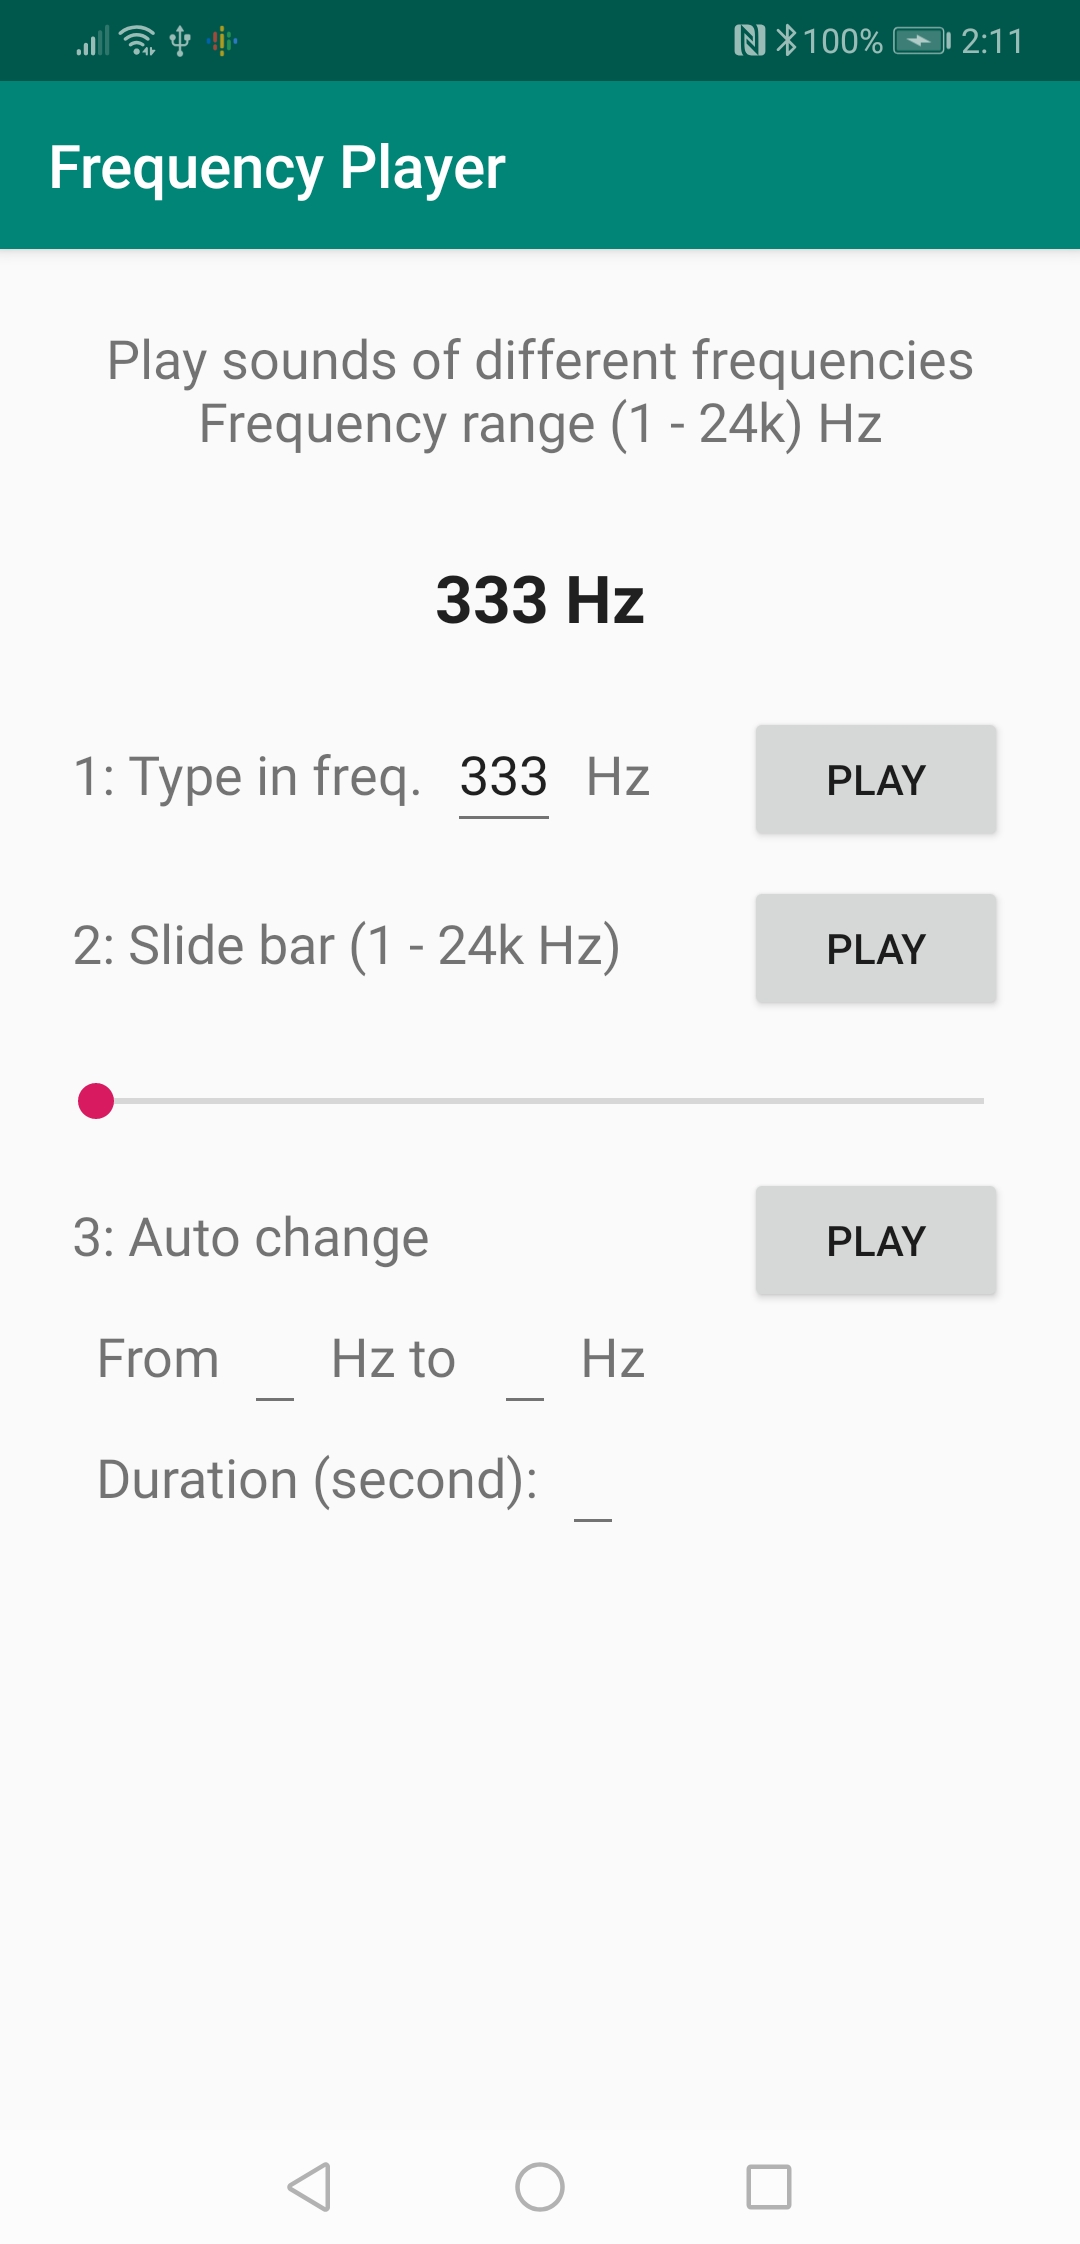 100% 2:11
Frequency Player
Play sounds of different frequencies
Frequency range (1 - 24k) Hz
333 Hz
1: Type in freq. 333 Hz PLAY
2: Slide bar (1 - 24k Hz) PLAY
3: Auto change PLAY
From Hz to Hz
Duration (second):